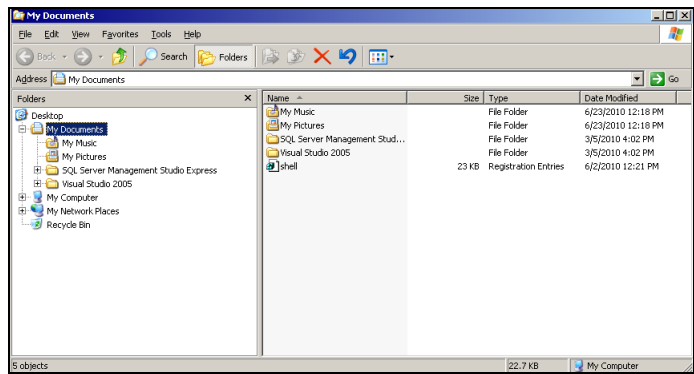 My Documents
File Edit View Favorites Tools Help
Back Search Folders
Address My Documents Go
Folders
Desktop
My Documents
My Music
My Pictures
SQL Server Management Studio Express
Visual Studio 2005
My Computer
My Network Places
Recycle Bin
Name Size Type Date Modified
My Music File Folder 6/23/2010 12:18 PM
My Pictures File Folder 6/23/2010 12:18 PM
SQL Server Management Stud... File Folder 3/5/2010 4:02 PM
Visual Studio 2005 File Folder 3/5/2010 4:02 PM
shell 23 KB Registration Entries 6/2/2010 12:21 PM
5 objects 22.7 KB My Computer